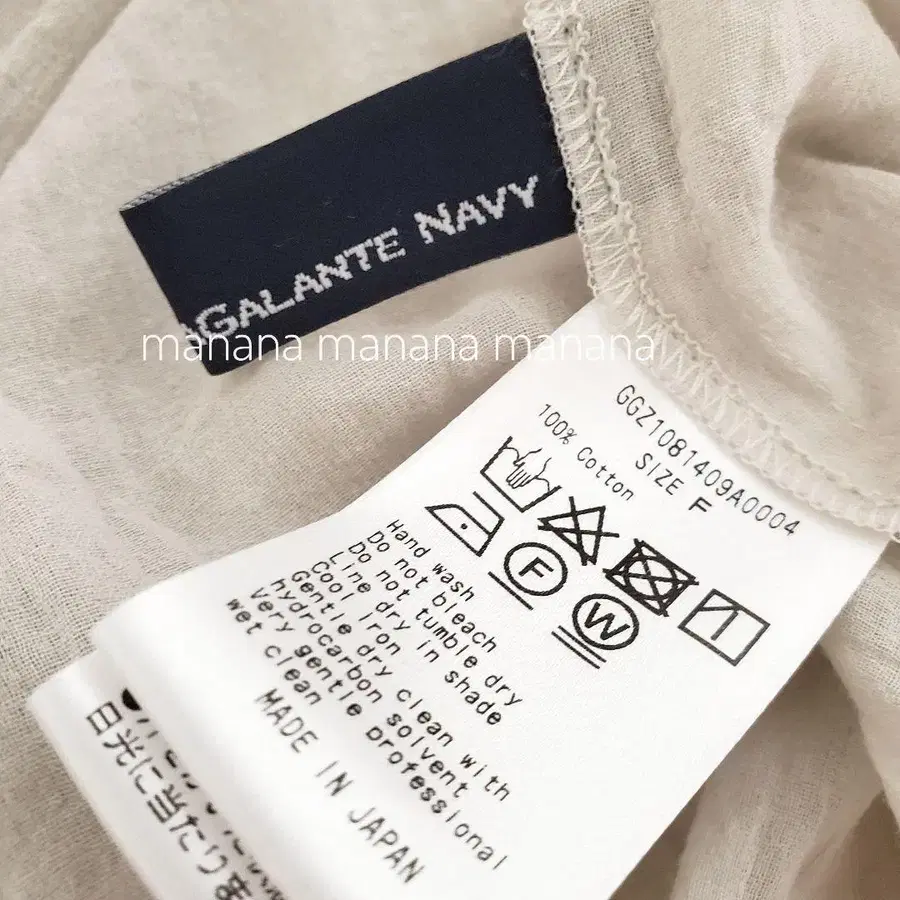 GALANTE NAVY
manana manana manana
GGZ1081409A0004
SIZE F
100% Cotton
F
W
Hand wash
Do not bleach
Do not tumble dry
Line dry in shade
Cool Iron
Gentle dry clean with
hydrocarbon solvent
Very gentle professional
wet clean
MADE IN JAPAN
日光に当たりま